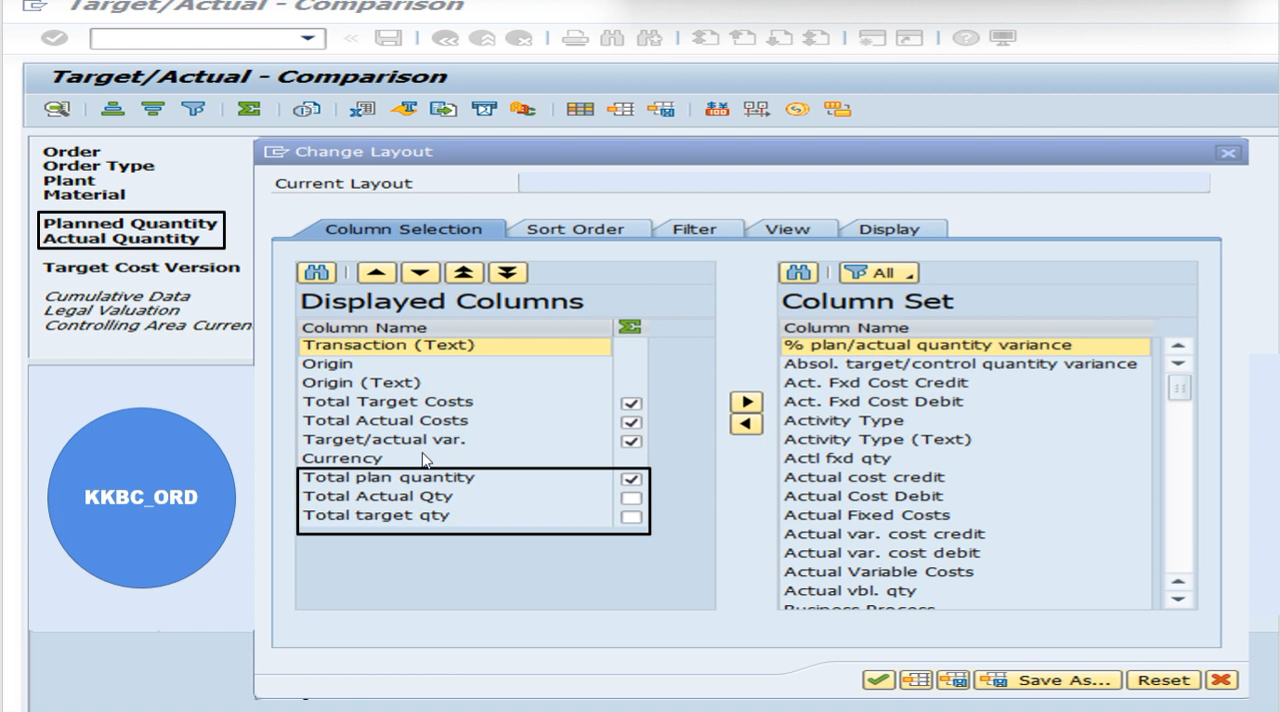 Target/Actual - Comparison
Target/Actual - Comparison
Order
Order Type
Plant
Material
Planned Quantity
Actual Quantity
Target Cost Version
Cumulative Data
Legal Valuation
Controlling Area Curren
KKBC_ORD
Change Layout
Current Layout
Column Selection
Sort Order
Filter
View
Display
Displayed Columns
Column Name
Transaction (Text)
Origin
Origin (Text)
Total Target Costs
Total Actual Costs
Target/actual var.
Currency
Total plan quantity
Total Actual Qty
Total target qty
All
Column Set
Column Name
% plan/actual quantity variance
Absol. target/control quantity variance
Act. Fxd Cost Credit
Act. Fxd Cost Debit
Activity Type
Activity Type (Text)
Actl fxd qty
Actual cost credit
Actual Cost Debit
Actual Fixed Costs
Actual var. cost credit
Actual var. cost debit
Actual Variable Costs
Actual vbl. qty
Business Process
Save As...
Reset